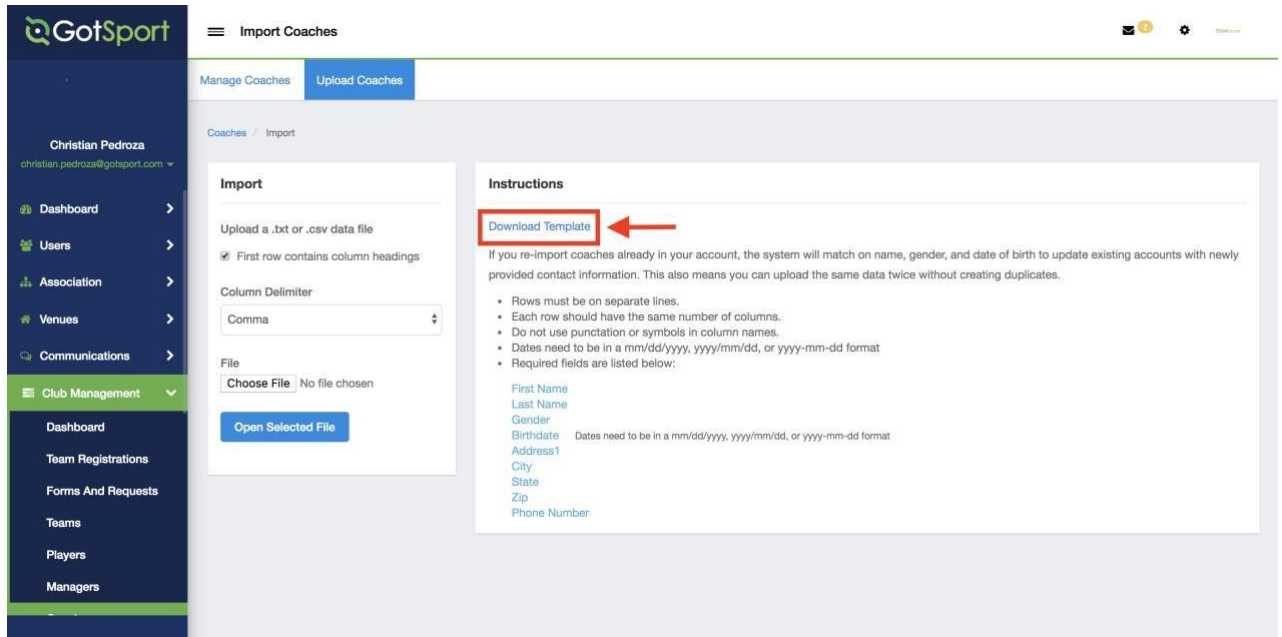 GotSport
Import Coaches
Manage Coaches
Upload Coaches
Christian Pedroza
christian.pedroza@gotsport.com
Dashboard
Users
Association
Venues
Communications
Club Management
Dashboard
Team Registrations
Forms And Requests
Teams
Players
Managers
Coaches / Import
Import
Upload a .txt or .csv data file
First row contains column headings
Column Delimiter
Comma
File
Choose File No file chosen
Open Selected File
Instructions
Download Template
If you re-import coaches already in your account, the system will match on name, gender, and date of birth to update existing accounts with newly
provided contact information. This also means you can upload the same data twice without creating duplicates.
• Rows must be on separate lines.
• Each row should have the same number of columns.
• Do not use punctation or symbols in column names.
• Dates need to be in a mm/dd/yyyy, yyyy/mm/dd, or yyyy-mm-dd format
• Required fields are listed below:
First Name
Last Name
Gender
Birthdate Dates need to be in a mm/dd/yyyy, yyyy/mm/dd, or yyyy-mm-dd format
Address1
City
State
Zip
Phone Number